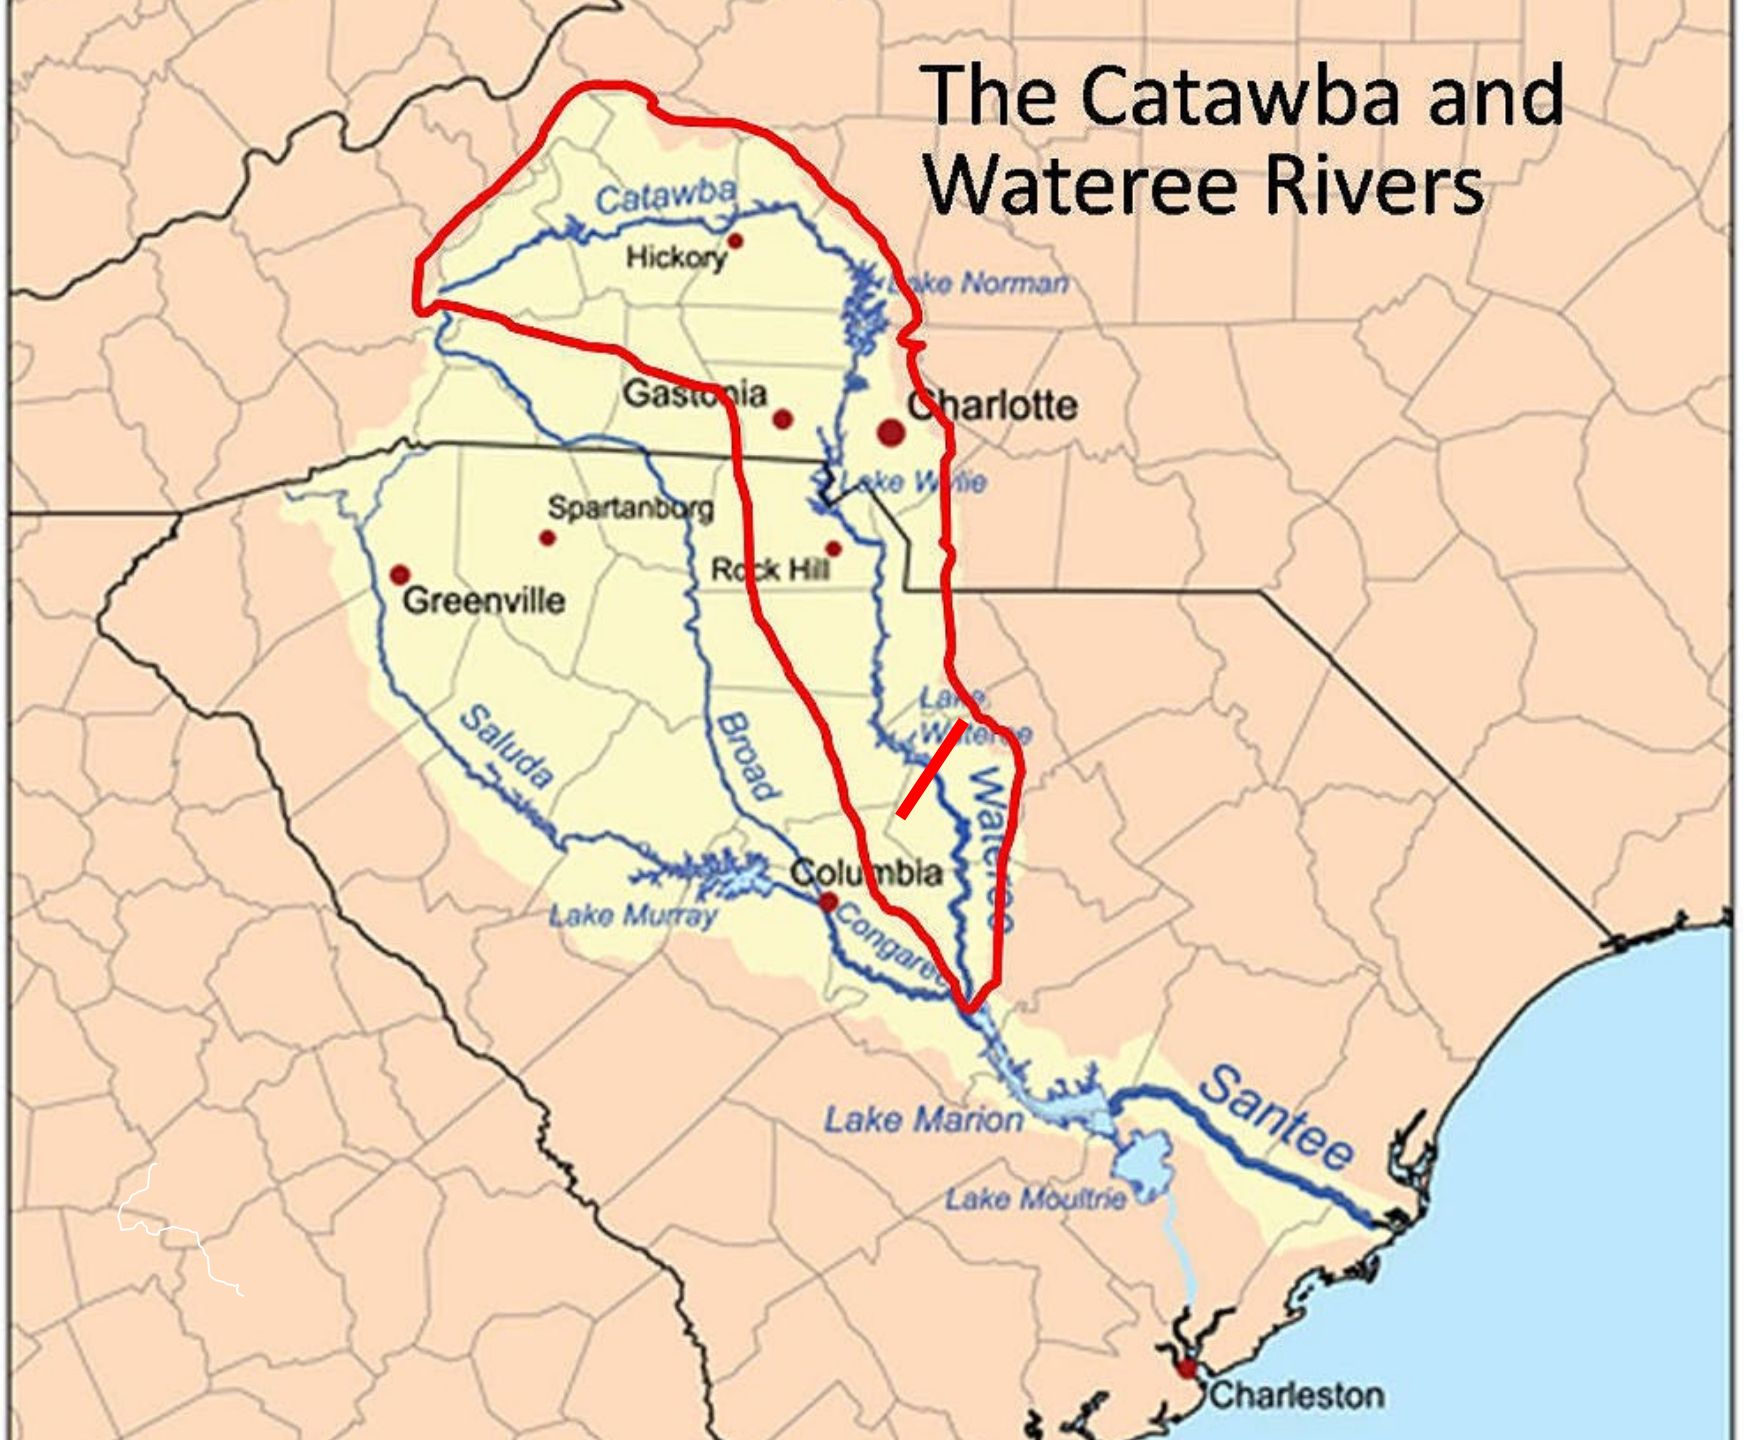 The Catawba and
Wateree Rivers
Catawba
Hickory
Lake Norman
Gastonia
Charlotte
Lake Wylie
Spartanburg
Rock Hill
Greenville
Lake
Wateree
Saluda
Broad
Wateree
Columbia
Lake Murray
Congaree
Santee
Lake Marion
Lake Moultrie
Charleston